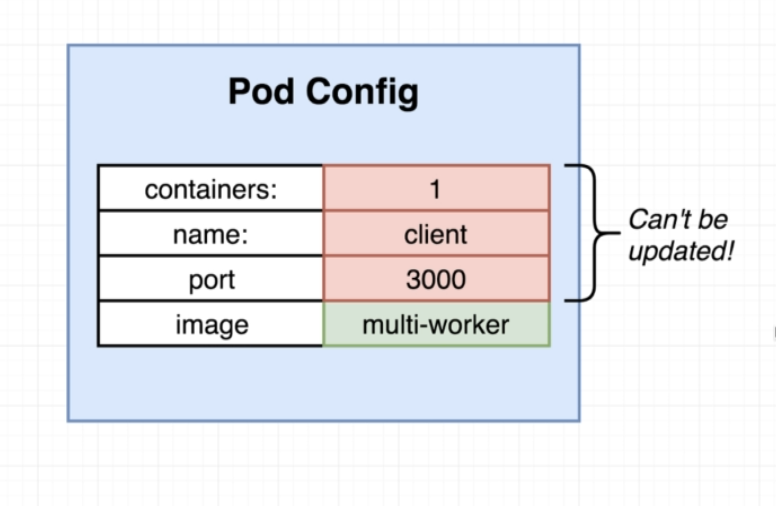 Pod Config
containers: 1
name: client
port 3000
image multi-worker
Can't be
updated!